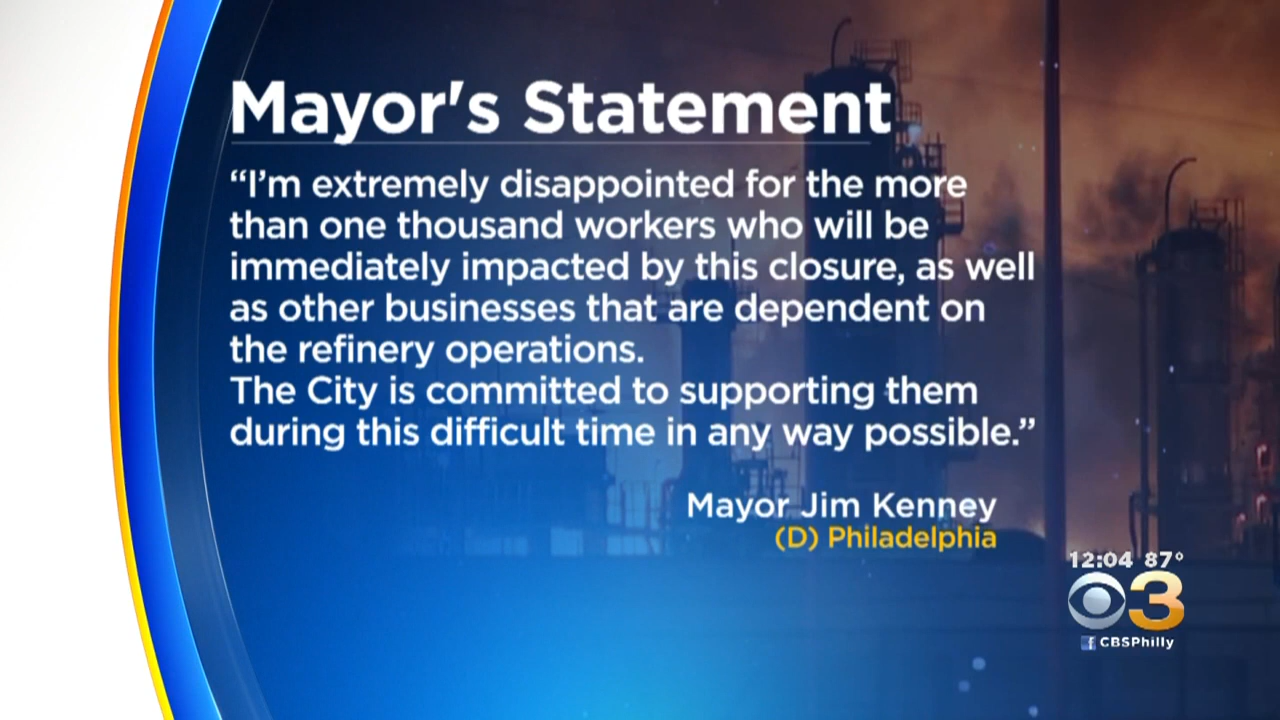 Mayor's Statement
“I'm extremely disappointed for the more
than one thousand workers who will be
immediately impacted by this closure, as well
as other businesses that are dependent on
the refinery operations.
The City is committed to supporting them
during this difficult time in any way possible.”
Mayor Jim Kenney
(D) Philadelphia
12:04 87°
3
f CBSPhilly